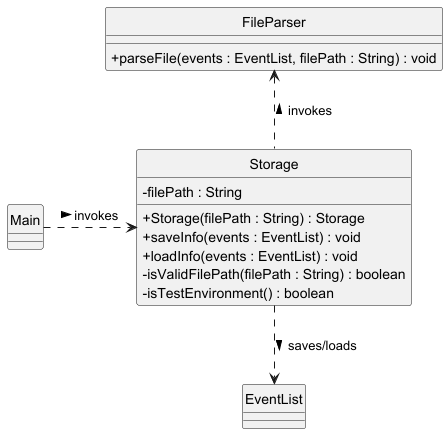 FileParser
+parseFile(events : EventList, filePath : String) : void
invokes
Storage
-filePath : String
+Storage(filePath : String) : Storage
+saveInfo(events : EventList) : void
+loadInfo(events : EventList) : void
-isValidFilePath(filePath : String) : boolean
-isTestEnvironment() : boolean
Main
invokes
saves/loads
EventList